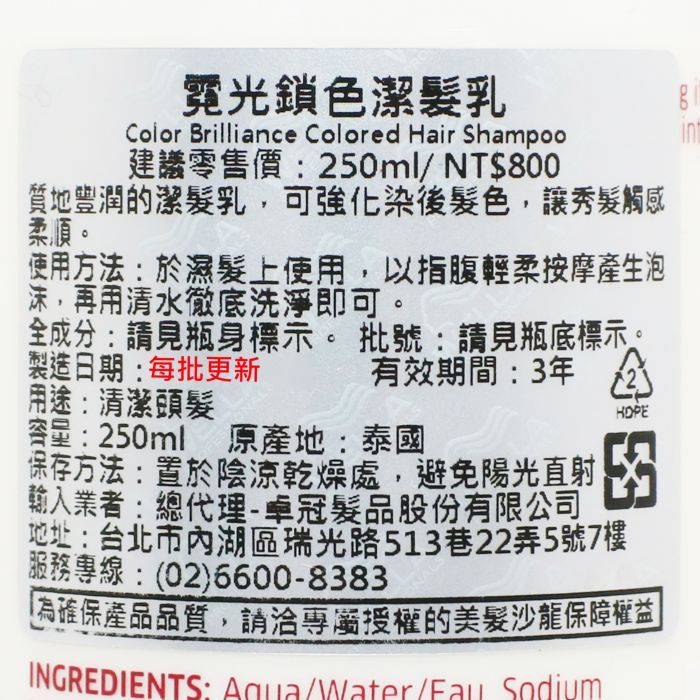 霓光鎖色潔髮乳
Color Brilliance Colored Hair Shampoo
建議零售價：250ml/ NT$800
質地豐潤的潔髮乳，可強化染後髮色，讓秀髮觸感
柔順。
使用方法：於濕髮上使用，以指腹輕柔按摩產生泡
沫，再用清水徹底洗淨即可。
全成分：請見瓶身標示。 批號：請見瓶底標示。
製造日期：每批更新 有效期間：3年
用途：清潔頭髮
容量：250ml 原產地：泰國
保存方法：置於陰涼乾燥處，避免陽光直射
輸入業者：總代理-卓冠髮品股份有限公司
地址：台北市內湖區瑞光路513巷22弄5號7樓
服務專線：(02)6600-8383
為確保產品品質，請洽專屬授權的美髮沙龍保障權益
2
HDPE
INGREDIENTS: Aqua/Water/Eau, Sodium